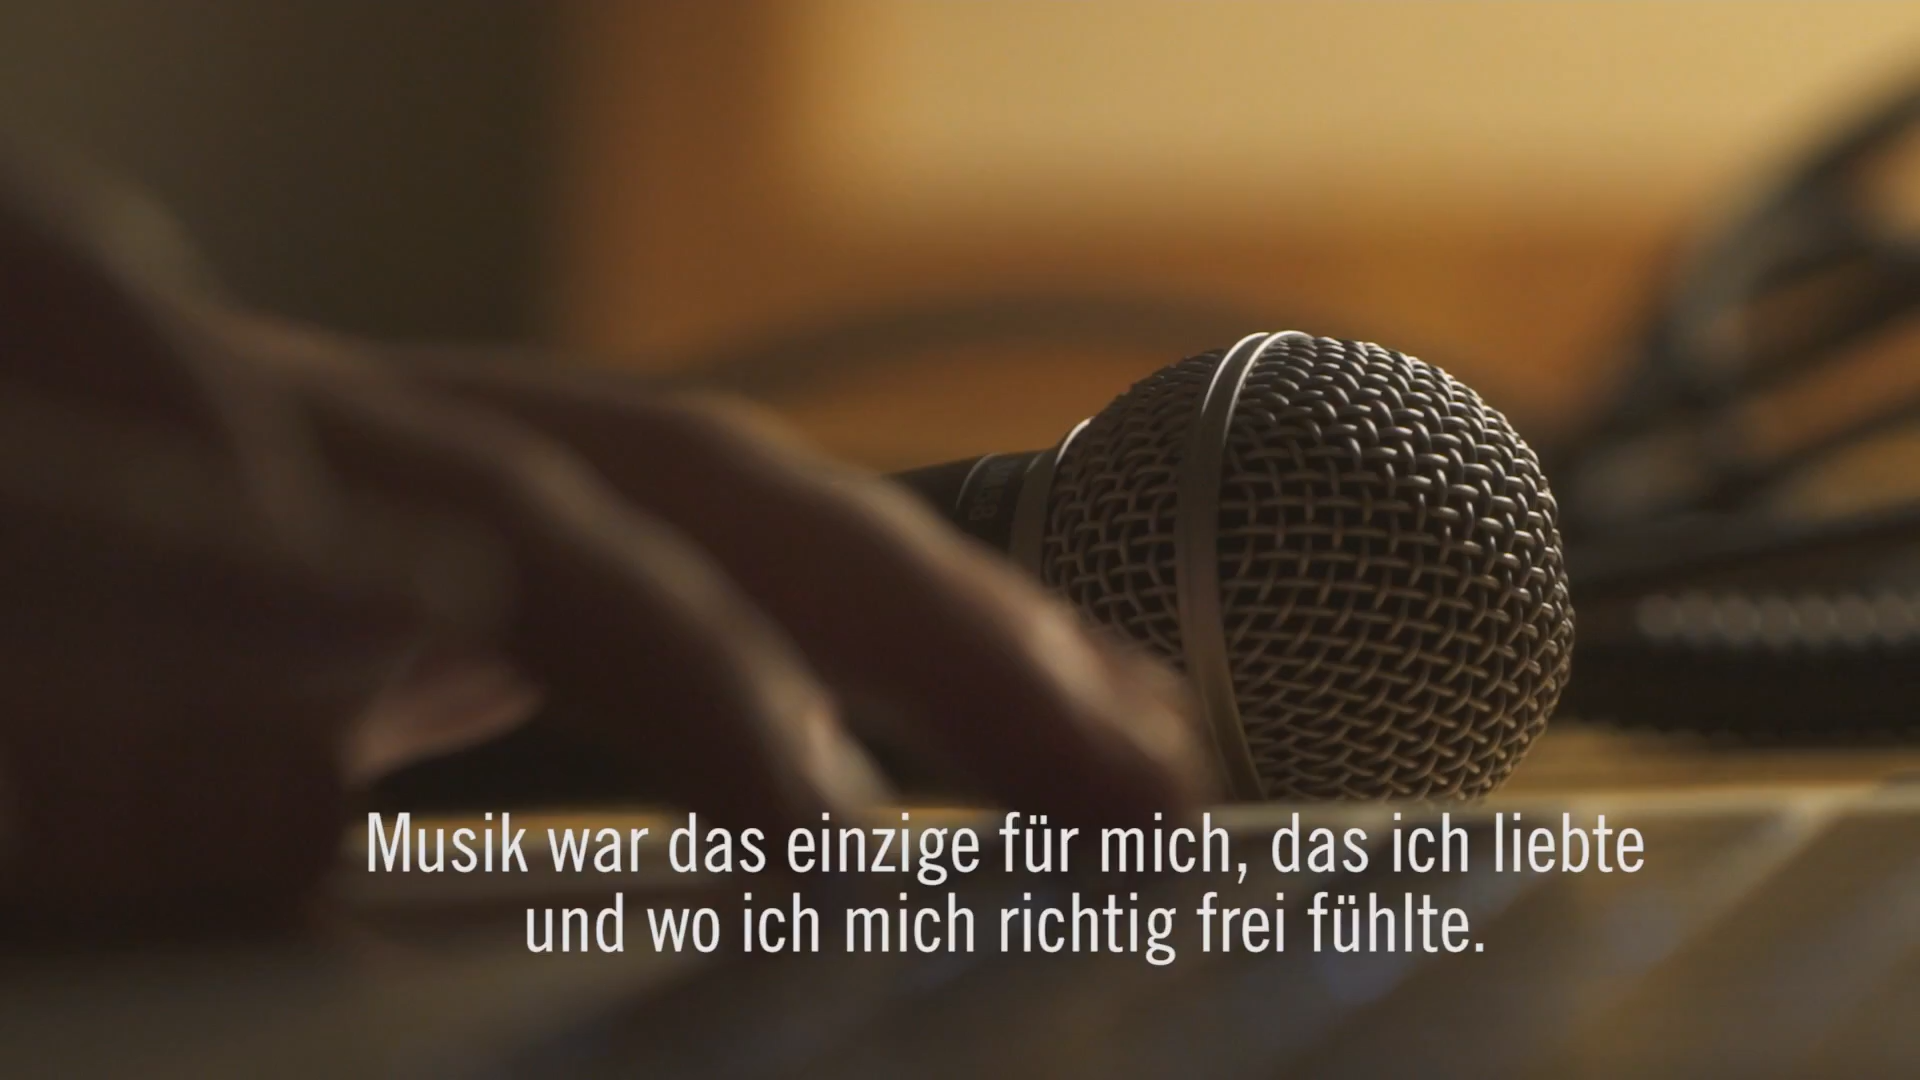 Musik war das einzige für mich, das ich liebte
und wo ich mich richtig frei fühlte.